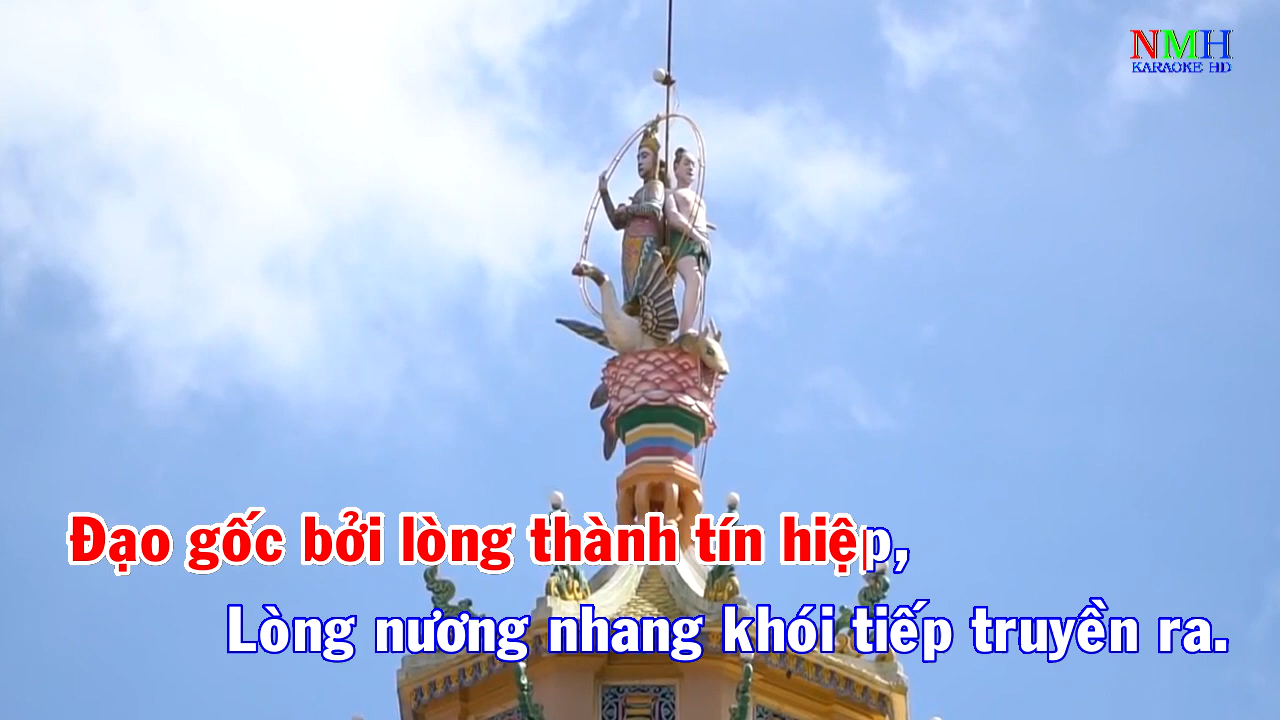 NMH
KARAOKE HD
Đạo gốc bởi lòng thành tín hiệp,
Lòng nương nhang khói tiếp truyền ra.